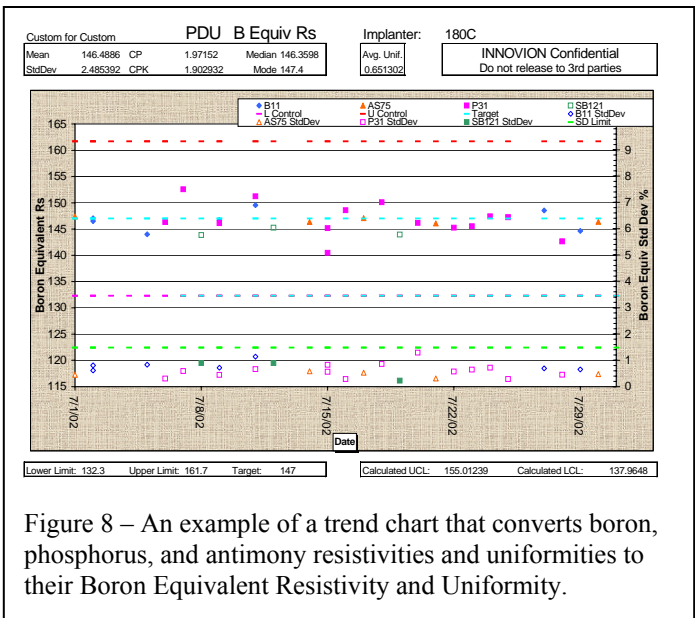 Custom for Custom PDU B Equiv Rs Implanter: 180C
Mean 146.4886 CP 1.97152 Median 146.3598 Avg. Unif. INNOVION Confidential
StdDev 2.485392 CPK 1.902932 Mode 147.4 0.651302 Do not release to 3rd parties
B11 AS75 P31 SB121
L Control U Control Target B11 StdDev
AS75 StdDev P31 StdDev SB121 StdDev SD Limit
165
160
155
150
145
140
135
130
125
120
115
Boron Equivalent Rs
9
8
7
6
5
4
3
2
1
0
Boron Equiv Std Dev %
7/1/02 7/8/02 7/15/02 7/22/02 7/29/02
Date
Lower Limit: 132.3 Upper Limit: 161.7 Target: 147 Calculated UCL: 155.01239 Calculated LCL: 137.9648
Figure 8 – An example of a trend chart that converts boron,
phosphorus, and antimony resistivities and uniformities to
their Boron Equivalent Resistivity and Uniformity.